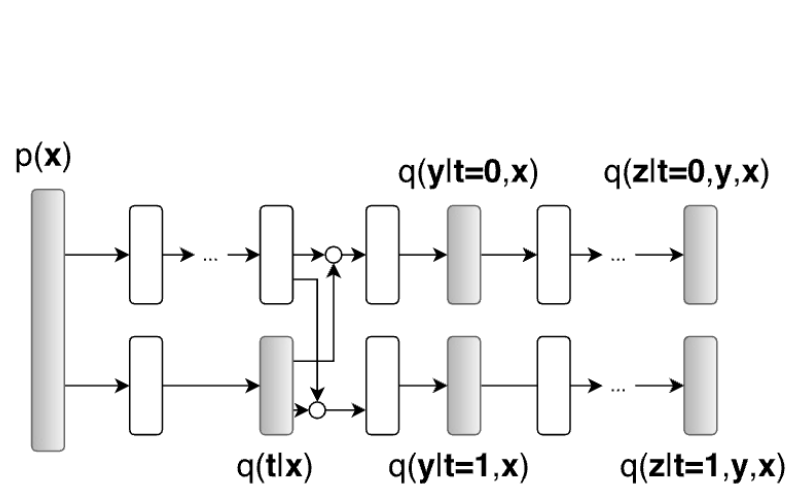 p(x)
q(y|t=0,x) q(z|t=0,y,x)
... ...
... 
q(t|x) q(y|t=1,x) q(z|t=1,y,x)